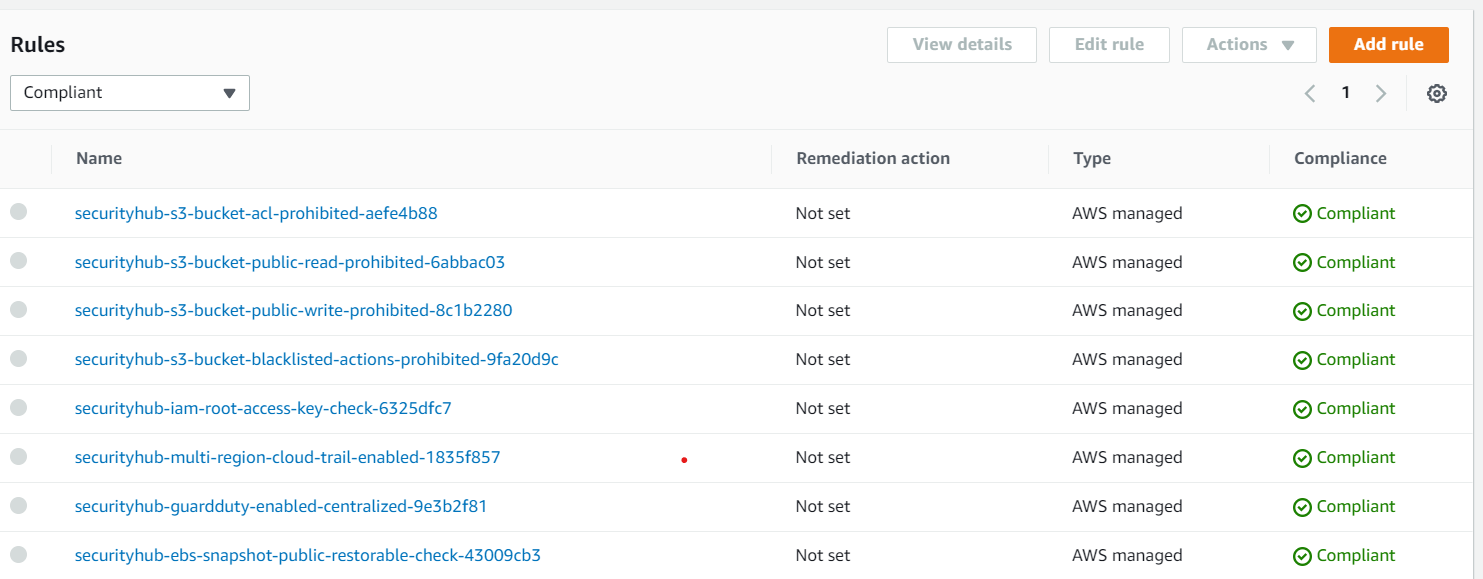 Rules
View details Edit rule Actions Add rule
Compliant
1
Name Remediation action Type Compliance
securityhub-s3-bucket-acl-prohibited-aefe4b88 Not set AWS managed Compliant
securityhub-s3-bucket-public-read-prohibited-6abbac03 Not set AWS managed Compliant
securityhub-s3-bucket-public-write-prohibited-8c1b2280 Not set AWS managed Compliant
securityhub-s3-bucket-blacklisted-actions-prohibited-9fa20d9c Not set AWS managed Compliant
securityhub-iam-root-access-key-check-6325dfc7 Not set AWS managed Compliant
securityhub-multi-region-cloud-trail-enabled-1835f857 Not set AWS managed Compliant
securityhub-guardduty-enabled-centralized-9e3b2f81 Not set AWS managed Compliant
securityhub-ebs-snapshot-public-restorable-check-43009cb3 Not set AWS managed Compliant